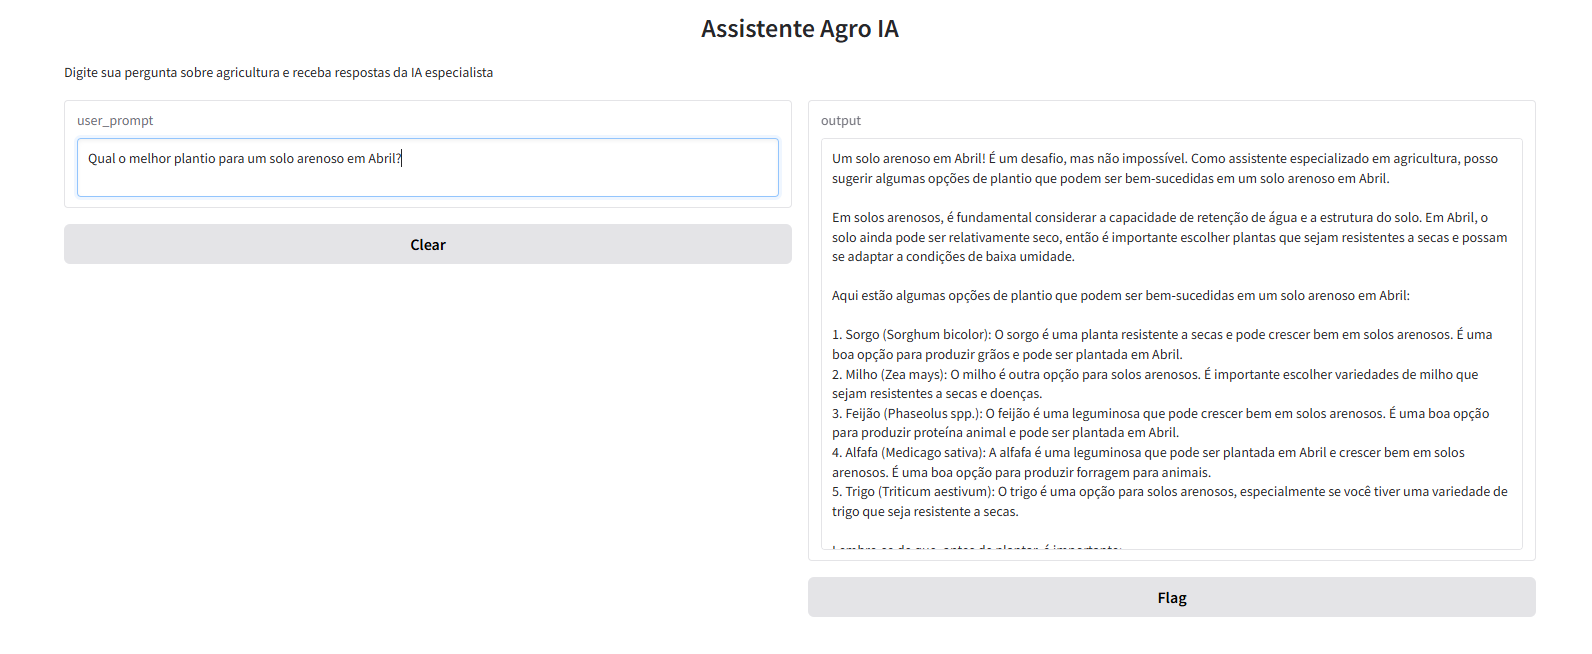 Assistente Agro IA
Digite sua pergunta sobre agricultura e receba respostas da IA especialista
user_prompt
Qual o melhor plantio para um solo arenoso em Abril?
Clear
output
Um solo arenoso em Abril! É um desafio, mas não impossível. Como assistente especializado em agricultura, posso
sugerir algumas opções de plantio que podem ser bem-sucedidas em um solo arenoso em Abril.
Em solos arenosos, é fundamental considerar a capacidade de retenção de água e a estrutura do solo. Em Abril, o
solo ainda pode ser relativamente seco, então é importante escolher plantas que sejam resistentes a secas e possam
se adaptar a condições de baixa umidade.
Aqui estão algumas opções de plantio que podem ser bem-sucedidas em um solo arenoso em Abril:
1. Sorgo (Sorghum bicolor): O sorgo é uma planta resistente a secas e pode crescer bem em solos arenosos. É uma
boa opção para produzir grãos e pode ser plantada em Abril.
2. Milho (Zea mays): O milho é outra opção para solos arenosos. É importante escolher variedades de milho que
sejam resistentes a secas e doenças.
3. Feijão (Phaseolus spp.): O feijão é uma leguminosa que pode crescer bem em solos arenosos. É uma boa opção
para produzir proteína animal e pode ser plantada em Abril.
4. Alfafa (Medicago sativa): A alfafa é uma leguminosa que pode ser plantada em Abril e crescer bem em solos
arenosos. É uma boa opção para produzir forragem para animais.
5. Trigo (Triticum aestivum): O trigo é uma opção para solos arenosos, especialmente se você tiver uma variedade de
trigo que seja resistente a secas.
Flag